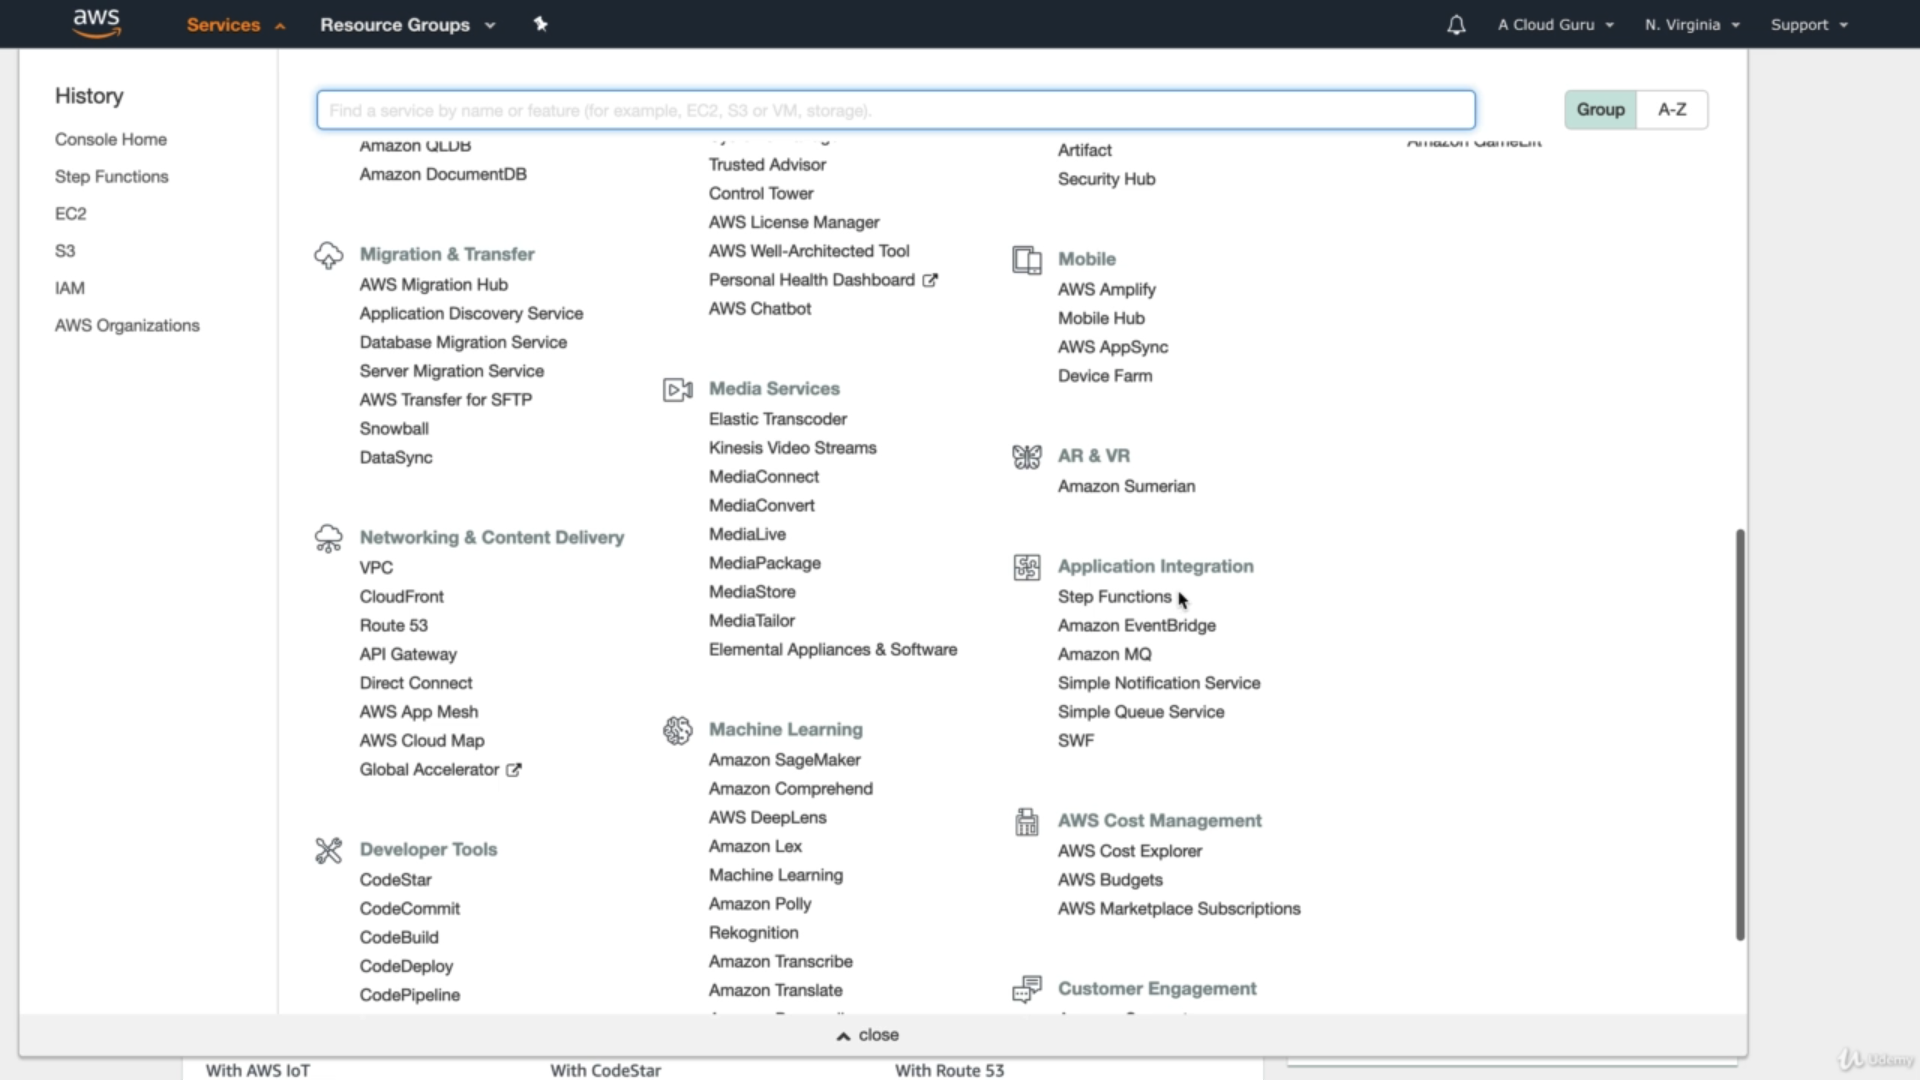 aws
Services
Resource Groups
A Cloud Guru
N. Virginia
Support
History
Console Home
Step Functions
EC2
S3
IAM
AWS Organizations
Find a service by name or feature (for example, EC2, S3 or VM, storage).
Group
A-Z
Amazon QLDB
Amazon DocumentDB
Migration & Transfer
AWS Migration Hub
Application Discovery Service
Database Migration Service
Server Migration Service
AWS Transfer for SFTP
Snowball
DataSync
Networking & Content Delivery
VPC
CloudFront
Route 53
API Gateway
Direct Connect
AWS App Mesh
AWS Cloud Map
Global Accelerator
Developer Tools
CodeStar
CodeCommit
CodeBuild
CodeDeploy
CodePipeline
Trusted Advisor
Control Tower
AWS License Manager
AWS Well-Architected Tool
Personal Health Dashboard
AWS Chatbot
Media Services
Elastic Transcoder
Kinesis Video Streams
MediaConnect
MediaConvert
MediaLive
MediaPackage
MediaStore
MediaTailor
Elemental Appliances & Software
Machine Learning
Amazon SageMaker
Amazon Comprehend
AWS DeepLens
Amazon Lex
Machine Learning
Amazon Polly
Rekognition
Amazon Transcribe
Amazon Translate
Artifact
Security Hub
Mobile
AWS Amplify
Mobile Hub
AWS AppSync
Device Farm
AR & VR
Amazon Sumerian
Application Integration
Step Functions
Amazon EventBridge
Amazon MQ
Simple Notification Service
Simple Queue Service
SWF
AWS Cost Management
AWS Cost Explorer
AWS Budgets
AWS Marketplace Subscriptions
Customer Engagement
Amazon GameLift
close
With AWS IoT
With CodeStar
With Route 53
Udemy